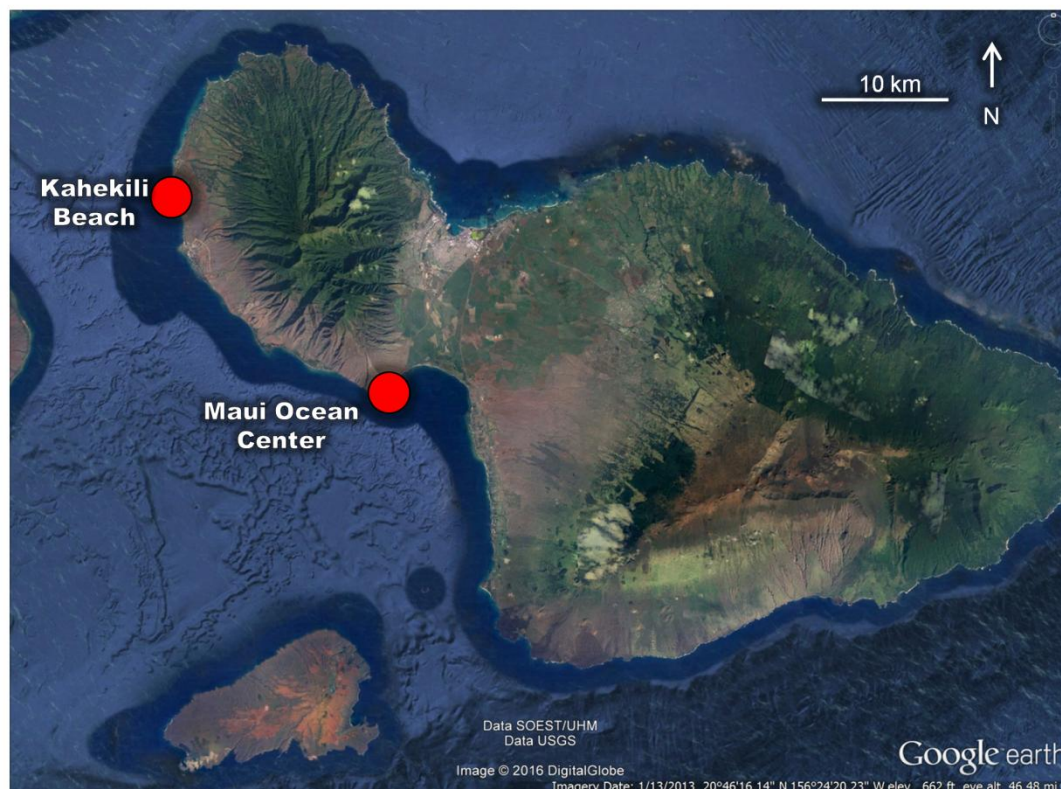 10 km
N
Kahekili
Beach
Maui Ocean
Center
Data SOEST/UHM
Data USGS
Image © 2016 DigitalGlobe
Google earth
Imagery Date: 1/13/2013 20°46'16.14" N 156°24'20.23" W elev 662 ft eye alt 46.48 mi